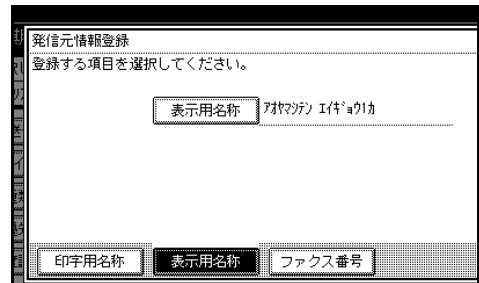 発信元情報登録
登録する項目を選択してください。
表示用名称 ｱｵﾔﾏｼﾃﾝ ｴｲｷﾞｮｳ1ｶ
印字用名称 表示用名称 ファクス番号